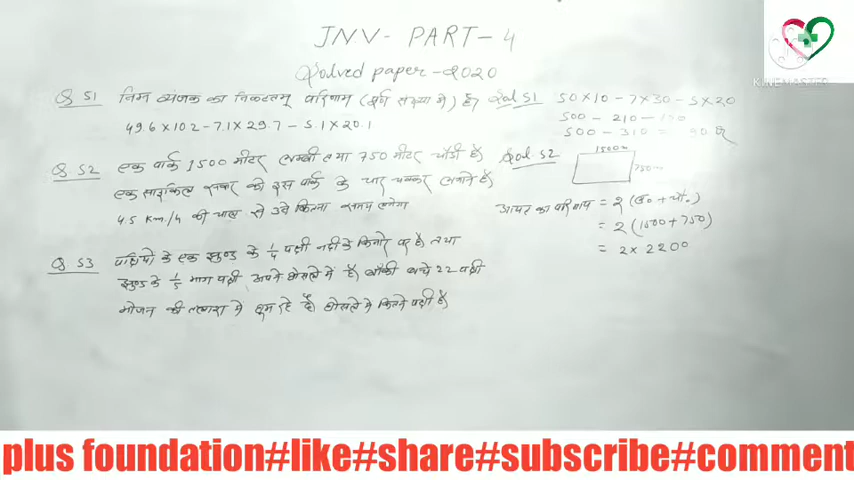 JNV- PART-4
Solved paper-2020
Q 51 निम्न व्यंजक का निकटतम परिणाम (पूर्ण संख्या में) है
49.6 X 10.2 - 7.1 X 29.7 - 5.1 X 20.1
Q 52 एक पार्क 1500 मीटर लम्बी तथा 750 मीटर चौडी है
एक साइकिल सवार को इस पार्क के चार चक्कर लगाने है
45 Km/h की चाल से उसे कितना समय लगेगा
Q 53 पक्षियों के एक झुण्ड के 1/4 पक्षी नदी के किनारे पर है तथा
झुण्ड के 1/5 भाग पक्षी अपने घोसले में है बाकी बचे 22 पक्षी
भोजन की तलाश में घूम रहे है घोसले में कितने पक्षी है
Sol 51 50 X 10 - 7 X 30 - 5 X 20
500 - 210 - 100
500 - 310 =
Sol 52
1500m
750m
आयत का परिमाप = 2 (ल० + चौ०)
= 2 (1500 + 750)
= 2 X 2200
KINEMASTER
plus foundation#like#share#subscribe#comment